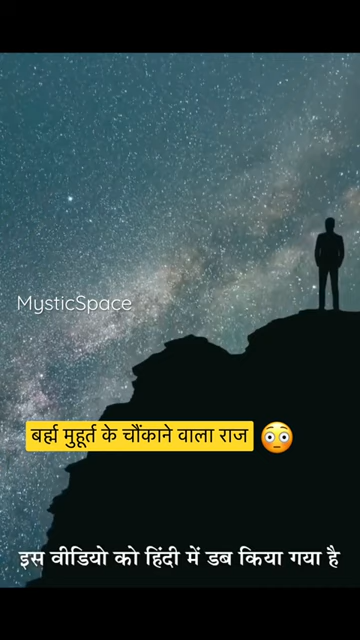 MysticSpace
बर्ह्म मुहूर्त के चौंकाने वाला राज 😳
इस वीडियो को हिंदी में डब किया गया है